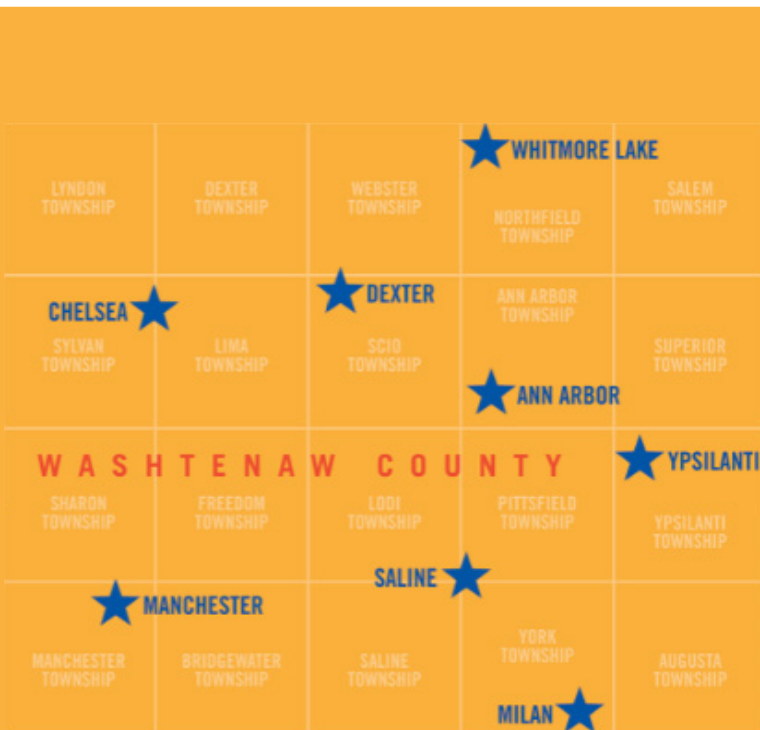 WHITMORE LAKE
LYNDON
TOWNSHIP
DEXTER
TOWNSHIP
WEBSTER
TOWNSHIP
NORTHFIELD
TOWNSHIP
SALEM
TOWNSHIP
CHELSEA
DEXTER
ANN ARBOR
TOWNSHIP
SYLVAN
TOWNSHIP
LIMA
TOWNSHIP
SCIO
TOWNSHIP
SUPERIOR
TOWNSHIP
ANN ARBOR
WASHTENAW COUNTY
YPSILANTI
SHARON
TOWNSHIP
FREEDOM
TOWNSHIP
LODI
TOWNSHIP
PITTSFIELD
TOWNSHIP
YPSILANTI
TOWNSHIP
SALINE
MANCHESTER
MANCHESTER
TOWNSHIP
BRIDGEWATER
TOWNSHIP
SALINE
TOWNSHIP
YORK
TOWNSHIP
AUGUSTA
TOWNSHIP
MILAN